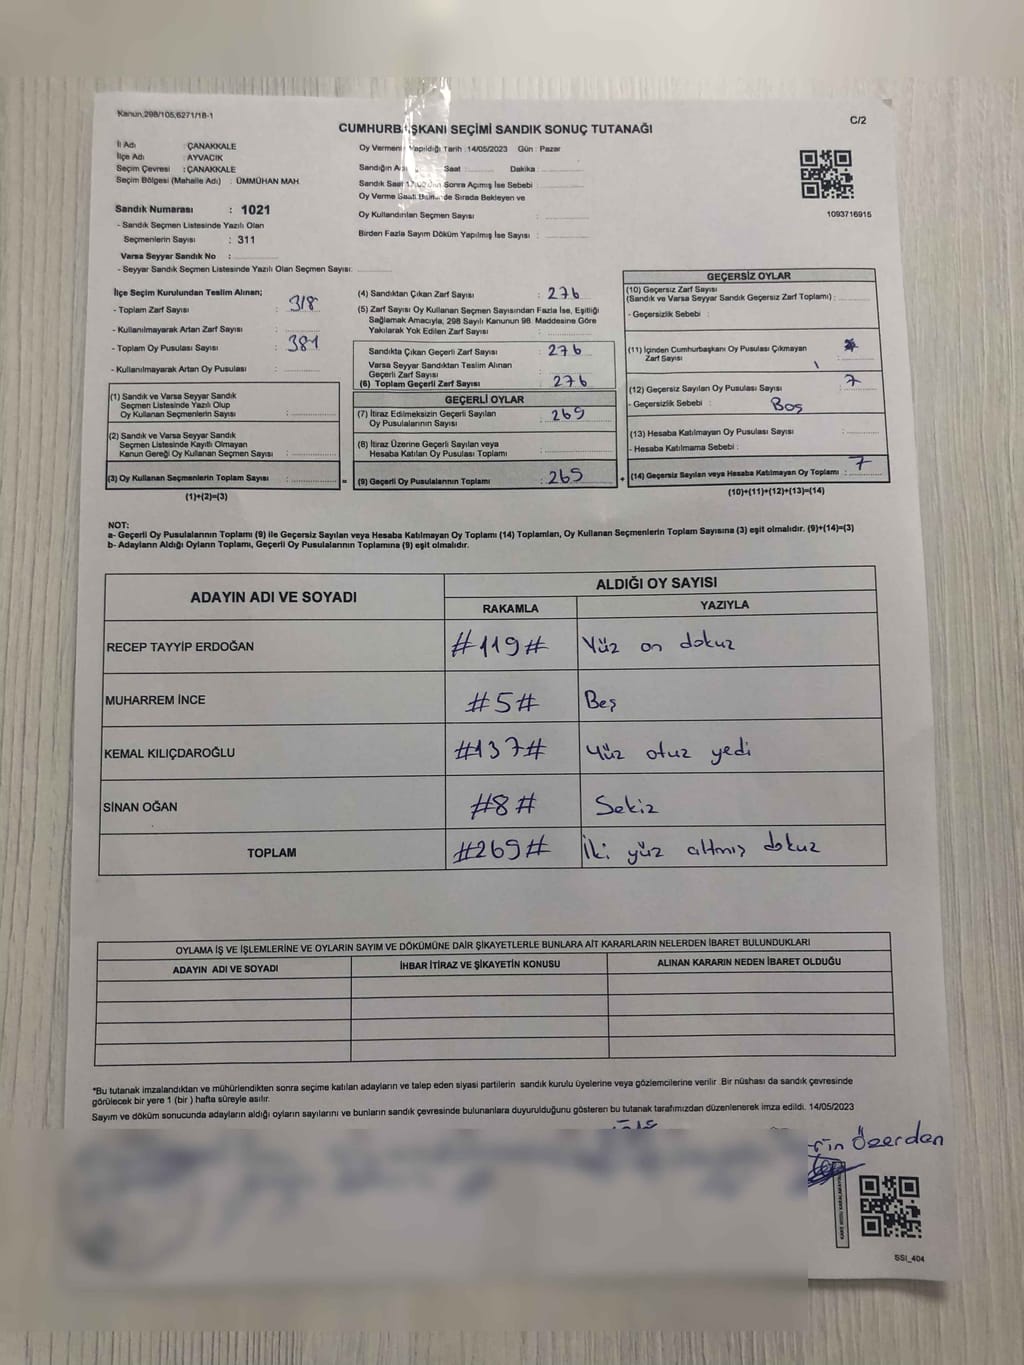 Kanun,298/105,6271/18-1
C/2
CUMHURBAŞKANI SEÇİMİ SANDIK SONUÇ TUTANAĞI
İl Adı : ÇANAKKALE
İlçe Adı : AYVACIK
Seçim Çevresi : ÇANAKKALE
Seçim Bölgesi (Mahalle Adı) : ÜMMÜHAN MAH.
Sandık Numarası : 1021
- Sandık Seçmen Listesinde Yazılı Olan
Seçmenlerin Sayısı : 311
Varsa Seyyar Sandık No :
- Seyyar Sandık Seçmen Listesinde Yazılı Olan Seçmen Sayısı:
Oy Vermenin Yapıldığı Tarih :14/05/2023 Gün : Pazar
Saat : Dakika :
Sonra Açımış İse Sebebi :
Oy Verme Saati Sırada Bekleyen ve
Oy Kullandırılan Seçmen Sayısı :
Birden Fazla Sayım Döküm Yapılmış İse Sayısı :
1093716915
İlçe Seçim Kurulundan Teslim Alınan;
- Toplam Zarf Sayısı : 318
- Kullanılmayarak Artan Zarf Sayısı :
- Toplam Oy Pusulası Sayısı : 381
- Kullanılmayarak Artan Oy Pusulası :
(1) Sandık ve Varsa Seyyar Sandık
Seçmen Listesinde Yazılı Olup
Oy Kullanan Seçmenlerin Sayısı :
(2) Sandık ve Varsa Seyyar Sandık
Seçmen Listesinde Kayıtlı Olmayan
Kanun Gereği Oy Kullanan Seçmen Sayısı :
(3) Oy Kullanan Seçmenlerin Toplam Sayısı :
(1)+(2)=(3)
=
(4) Sandıktan Çıkan Zarf Sayısı : 276
(5) Zarf Sayısı Oy Kullanan Seçmen Sayısından Fazla İse, Eşitliği
Sağlamak Amacıyla, 298 Sayılı Kanunun 98. Maddesine Göre
Yakılarak Yok Edilen Zarf Sayısı :
Sandıkta Çıkan Geçerli Zarf Sayısı : 276
Varsa Seyyar Sandıktan Teslim Alınan
Geçerli Zarf Sayısı :
(6) Toplam Geçerli Zarf Sayısı : 276
GEÇERLİ OYLAR
(7) İtiraz Edilmeksizin Geçerli Sayılan
Oy Pusulalarının Sayısı : 269
(8) İtiraz Üzerine Geçerli Sayılan veya
Hesaba Katılan Oy Pusulası Toplamı :
(9) Geçerli Oy Pusulalarının Toplamı : 269
+
GEÇERSİZ OYLAR
(10) Geçersiz Zarf Sayısı
(Sandık ve Varsa Seyyar Sandık Geçersiz Zarf Toplamı) :
- Geçersizlik Sebebi :
(11) İçinden Cumhurbaşkanı Oy Pusulası Çıkmayan
Zarf Sayısı :
(12) Geçersiz Sayılan Oy Pusulası Sayısı : 7
- Geçersizlik Sebebi : Boş
(13) Hesaba Katılmayan Oy Pusulası Sayısı :
- Hesaba Katılmama Sebebi :
(14) Geçersiz Sayılan veya Hesaba Katılmayan Oy Toplamı : 7
(10)+(11)+(12)+(13)=(14)
NOT:
a- Geçerli Oy Pusulalarının Toplamı (9) ile Geçersiz Sayılan veya Hesaba Katılmayan Oy Toplamı (14) Toplamları, Oy Kullanan Seçmenlerin Toplam Sayısına (3) eşit olmalıdır. (9)+(14)=(3)
b- Adayların Aldığı Oyların Toplamı, Geçerli Oy Pusulalarının Toplamına (9) eşit olmalıdır.
ADAYIN ADI VE SOYADI
ALDIĞI OY SAYISI
RAKAMLA YAZIYLA
RECEP TAYYİP ERDOĞAN #119# Yüz on dokuz
MUHARREM İNCE #5# Beş
KEMAL KILIÇDAROĞLU #137# Yüz otuz yedi
SİNAN OĞAN #8# Sekiz
TOPLAM #269# İki yüz altmış dokuz
OYLAMA İŞ VE İŞLEMLERİNE VE OYLARIN SAYIM VE DÖKÜMÜNE DAİR ŞİKAYETLERLE BUNLARA AİT KARARLARIN NELERDEN İBARET BULUNDUKLARI
ADAYIN ADI VE SOYADI İHBAR İTİRAZ VE ŞİKAYETİN KONUSU ALINAN KARARIN NEDEN İBARET OLDUĞU
*Bu tutanak imzalandıktan ve mühürlendikten sonra seçime katılan adayların ve talep eden siyasi partilerin sandık kurulu üyelerine veya gözlemcilerine verilir .Bir nüshası da sandık çevresinde
görülecek bir yere 1 (bir ) hafta süreyle asılır.
Sayım ve döküm sonucunda adayların aldığı oyların sayılarını ve bunların sandık çevresinde bulunanlara duyurulduğunu gösteren bu tutanak tarafımızdan düzenlenerek imza edildi. 14/05/2023
Özerden
SSI_404